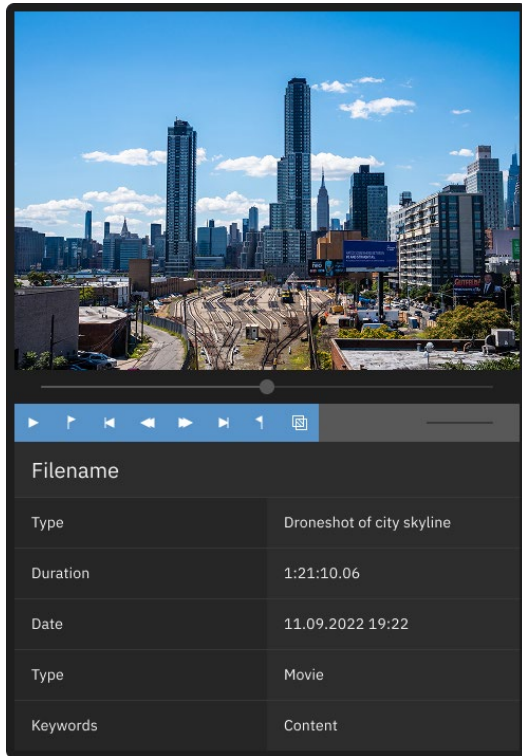 Filename
Type Droneshot of city skyline
Duration 1:21:10.06
Date 11.09.2022 19:22
Type Movie
Keywords Content